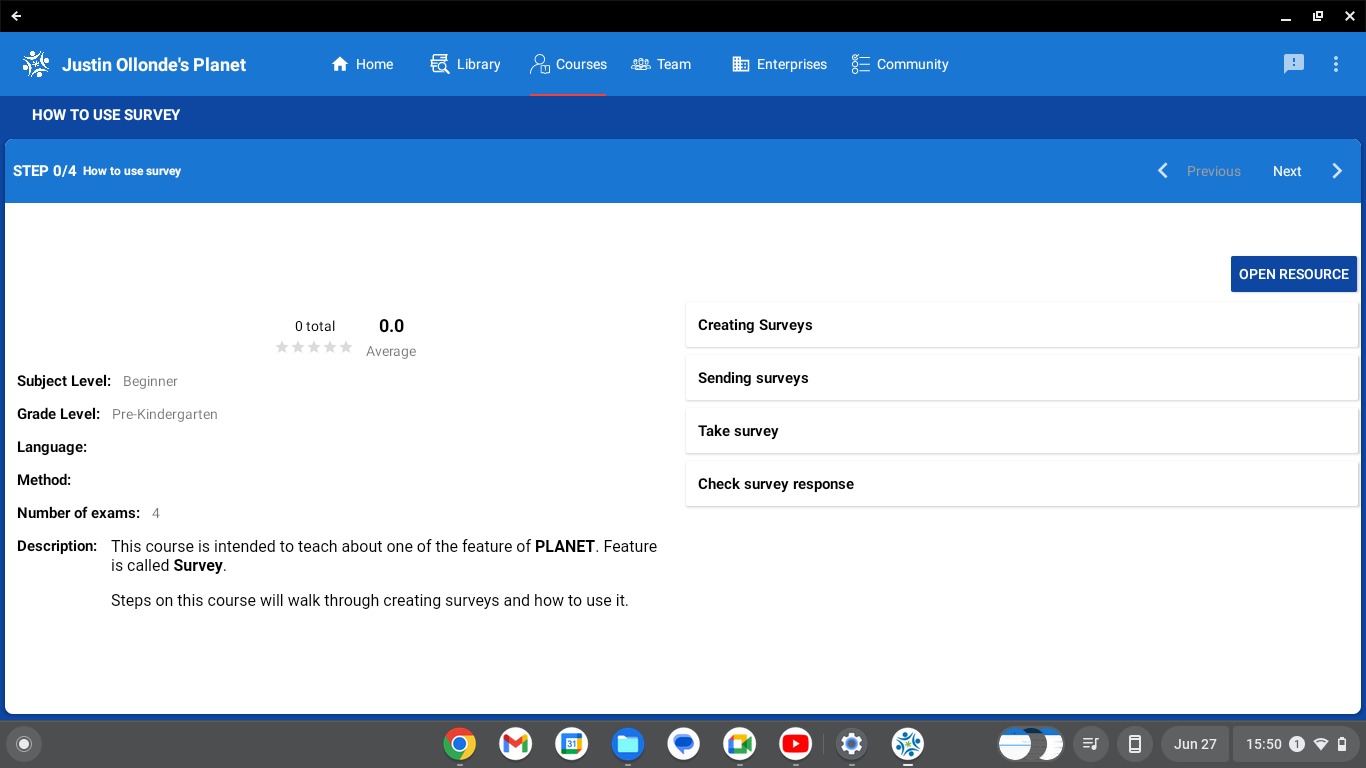 Justin Ollonde's Planet
Home
Library
Courses
Team
Enterprises
Community
HOW TO USE SURVEY
STEP 0/4 How to use survey
Previous
Next
OPEN RESOURCE
0 total
0.0
Average
Subject Level: Beginner
Grade Level: Pre-Kindergarten
Language:
Method:
Number of exams: 4
Description: This course is intended to teach about one of the feature of PLANET. Feature
is called Survey.
Steps on this course will walk through creating surveys and how to use it.
Creating Surveys
Sending surveys
Take survey
Check survey response
31
Jun 27
15:50
1